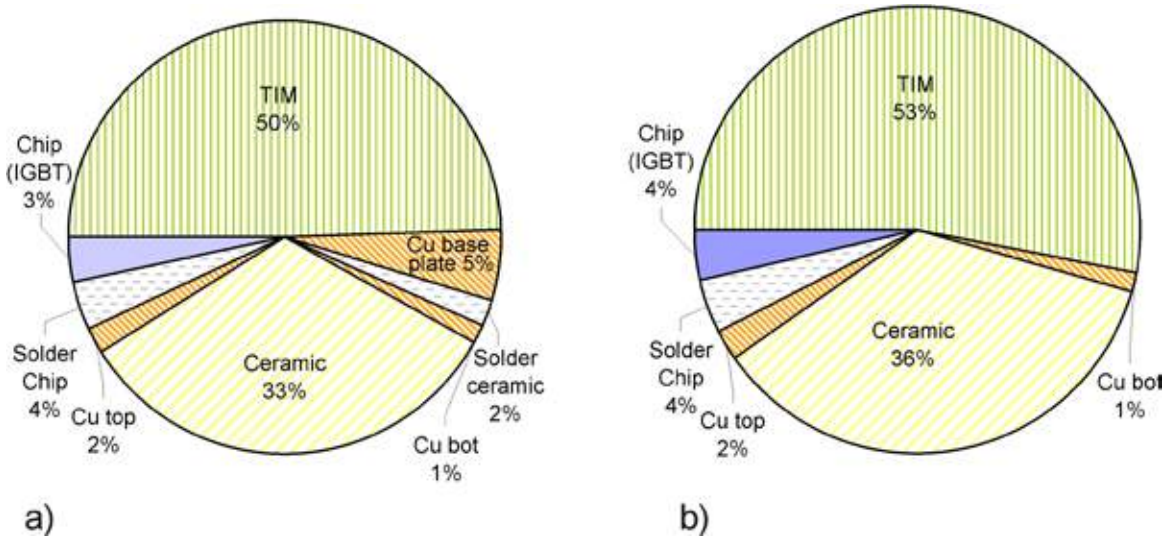 TIM
50%
Chip
(IGBT)
3%
Cu base
plate 5%
Solder
Chip
4%
Cu top
2%
Ceramic
33%
Solder
ceramic
2%
Cu bot
1%
a)
TIM
53%
Chip
(IGBT)
4%
Solder
Chip
4%
Cu top
2%
Ceramic
36%
Cu bot
1%
b)